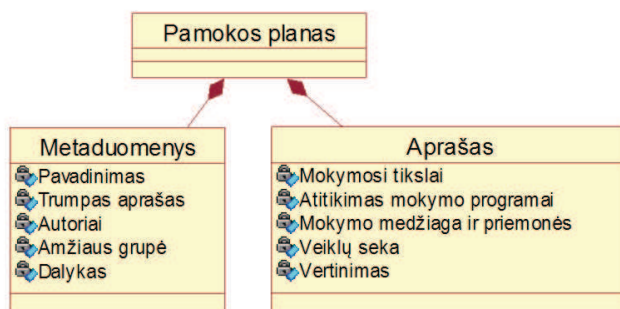 Pamokos planas
Metaduomenys
Pavadinimas
Trumpas aprašas
Autoriai
Amžiaus grupė
Dalykas
Aprašas
Mokymosi tikslai
Atitikimas mokymo programai
Mokymo medžiaga ir priemonės
Veiklų seka
Vertinimas